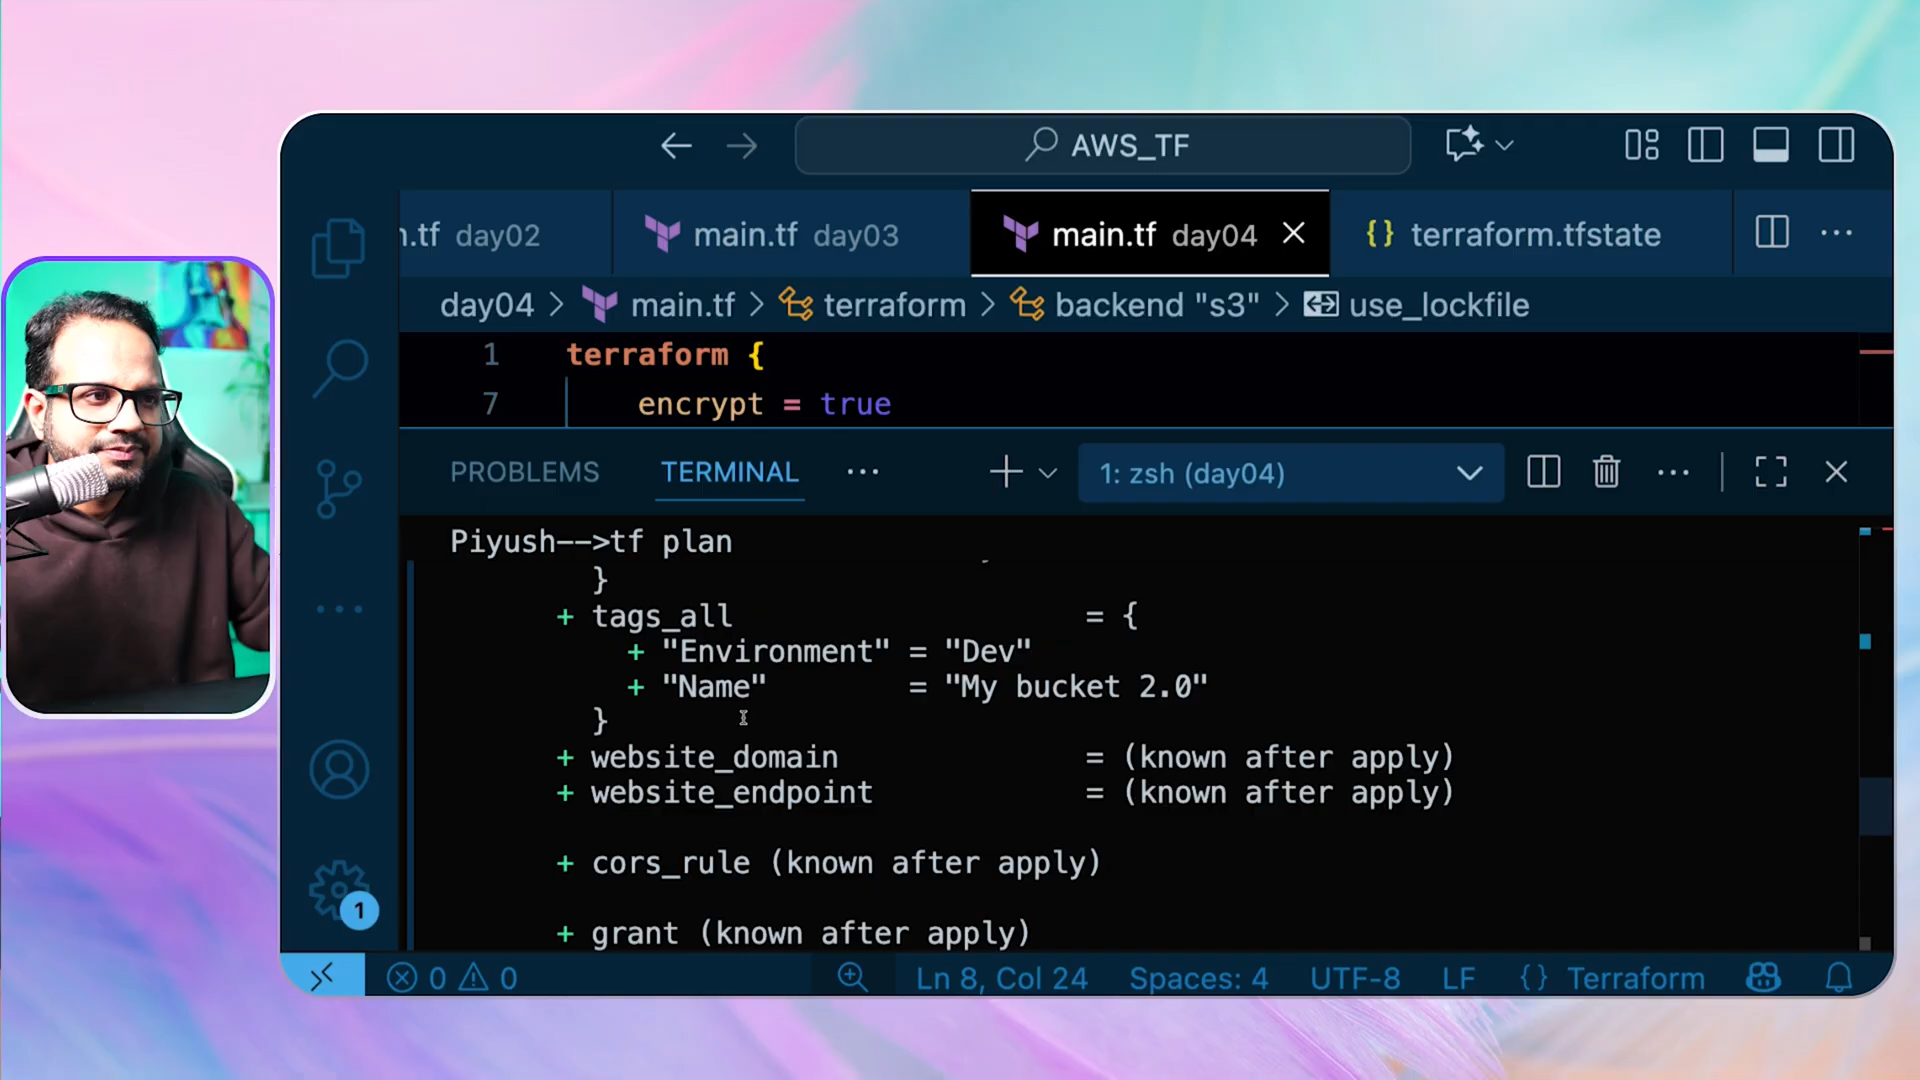 AWS_TF
n.tf day02
main.tf day03
main.tf day04
{} terraform.tfstate
day04 > main.tf > terraform > backend "s3" > use_lockfile
1 terraform {
7 encrypt = true
PROBLEMS
TERMINAL
1: zsh (day04)
Piyush-->tf plan
}
+ tags_all = {
+ "Environment" = "Dev"
+ "Name" = "My bucket 2.0"
}
+ website_domain = (known after apply)
+ website_endpoint = (known after apply)
+ cors_rule (known after apply)
+ grant (known after apply)
1
0 0
Ln 8, Col 24
Spaces: 4
UTF-8
LF
{} Terraform